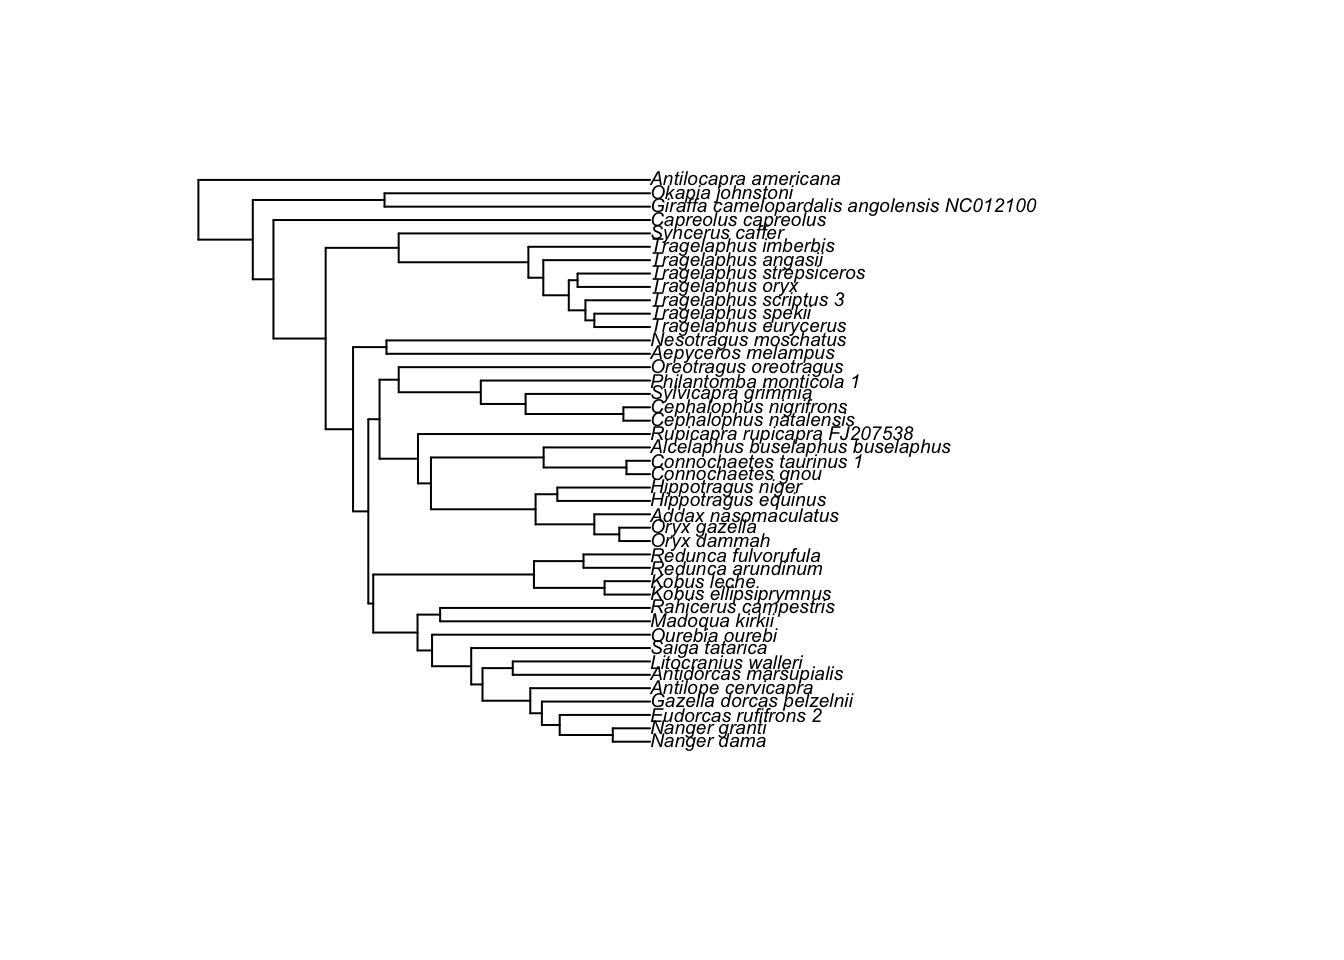 Antilocapra americana
Okapia johnstoni
Giraffa camelopardalis angolensis NC012100
Capreolus capreolus
Syncerus caffer
Tragelaphus imberbis
Tragelaphus angasii
Tragelaphus strepsiceros
Tragelaphus oryx
Tragelaphus scriptus 3
Tragelaphus spekii
Tragelaphus eurycerus
Nesotragus moschatus
Aepyceros melampus
Oreotragus oreotragus
Philantomba monticola 1
Sylvicapra grimmia
Cephalophus nigrifrons
Cephalophus natalensis
Rupicapra rupicapra FJ207538
Alcelaphus buselaphus buselaphus
Connochaetes taurinus 1
Connochaetes gnou
Hippotragus niger
Hippotragus equinus
Addax nasomaculatus
Oryx gazella
Oryx dammah
Redunca fulvorufula
Redunca arundinum
Kobus leche
Kobus ellipsiprymnus
Raphicerus campestris
Madoqua kirkii
Ourebia ourebi
Saiga tatarica
Litocranius walleri
Antidorcas marsupialis
Antilope cervicapra
Gazella dorcas pelzelnii
Eudorcas rufifrons 2
Nanger granti
Nanger dama